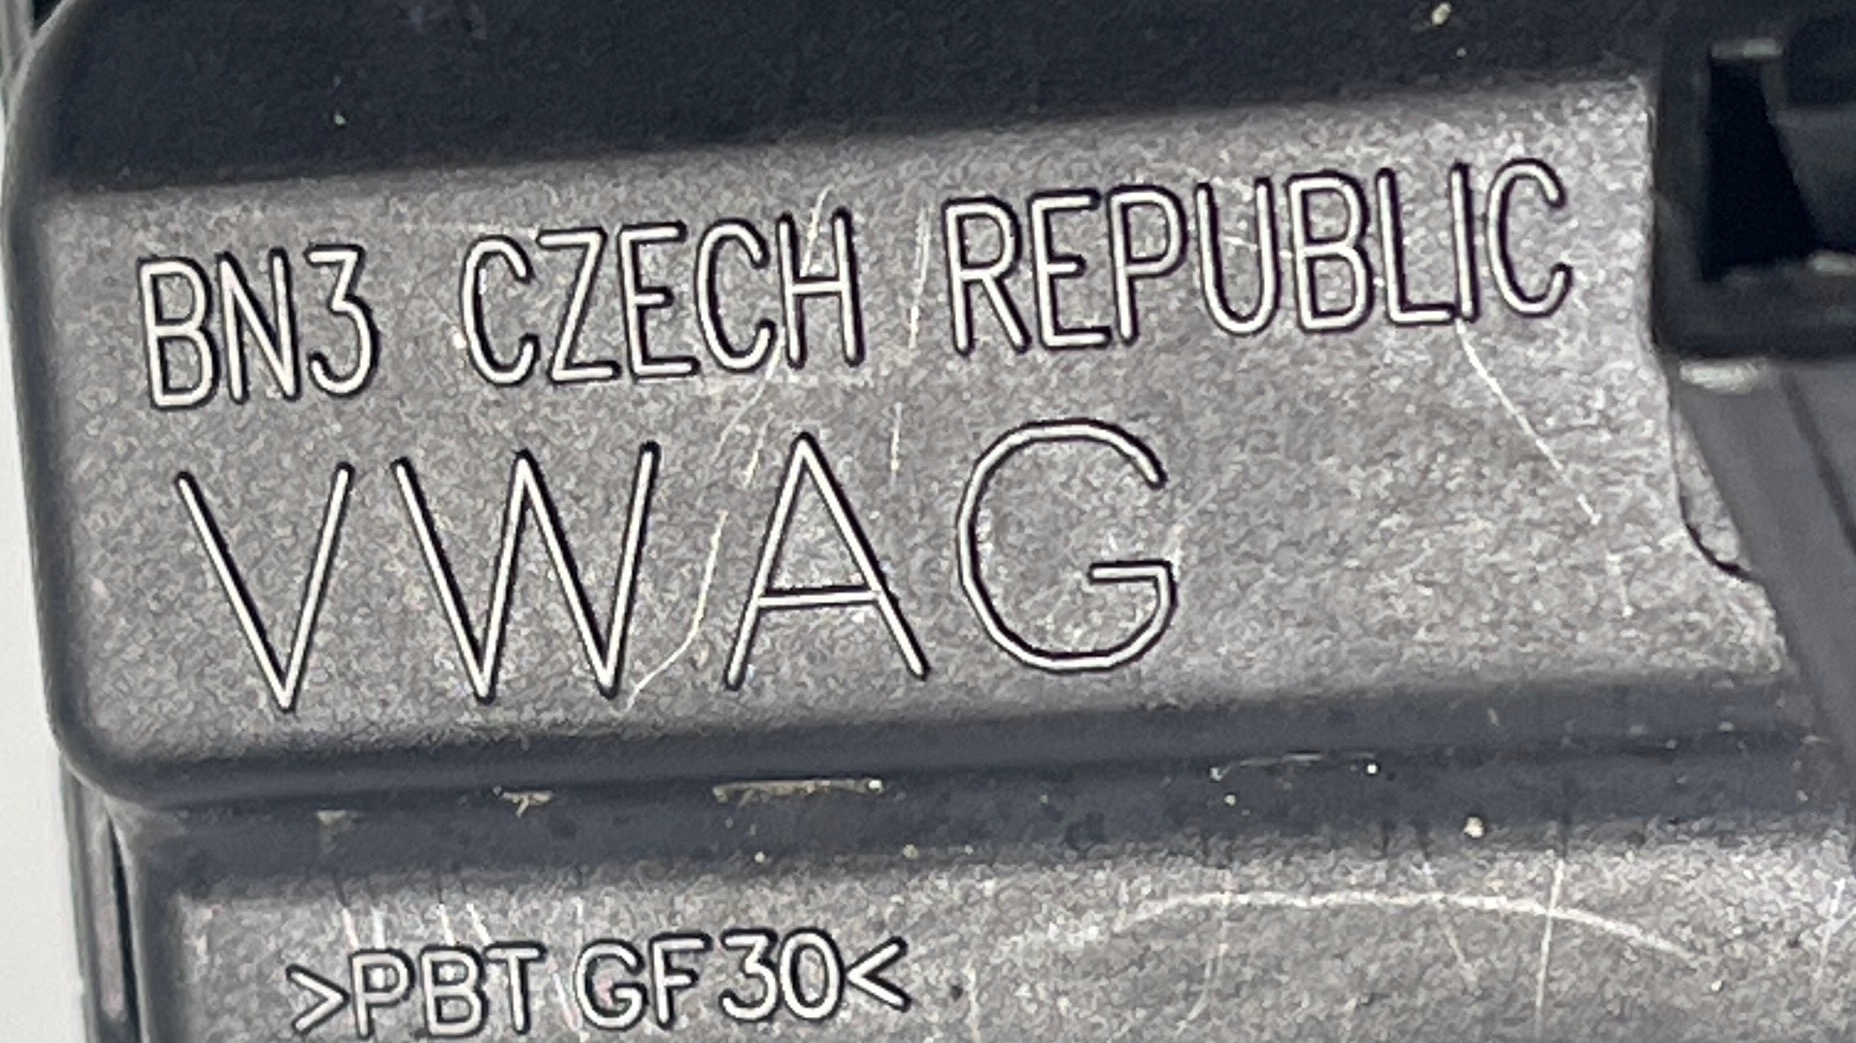 BN3 CZECH REPUBLIC
VWAG
>PBT GF30<